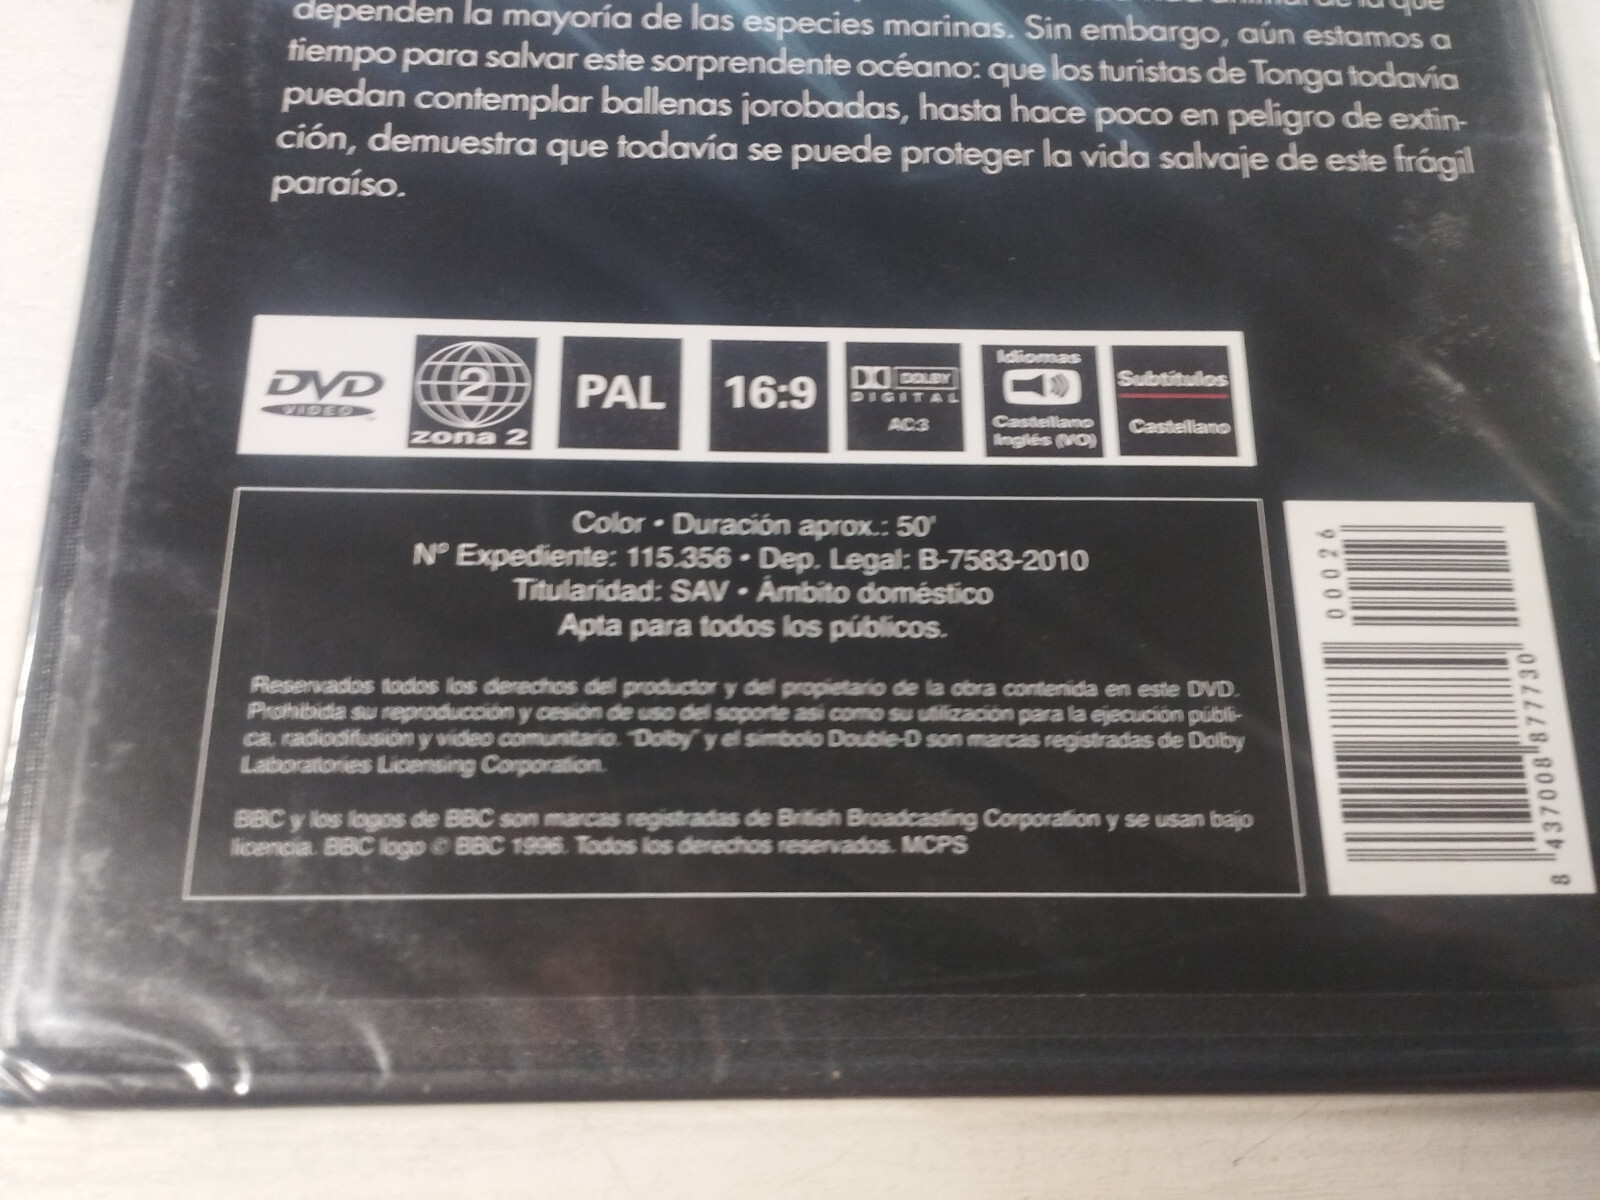 dependen la mayoría de las especies marinas. Sin embargo, aún estamos a
tiempo para salvar este sorprendente océano: que los turistas de Tonga todavía
puedan contemplar ballenas jorobadas, hasta hace poco en peligro de extin-
ción, demuestra que todavía se puede proteger la vida salvaje de este frágil
paraíso.
DVD
VIDEO
2
zona 2
PAL
16:9
DOLBY
DIGITAL
AC3
Idiomas
Castellano
Inglés (VO)
Subtítulos
Castellano
Color • Duración aprox.: 50'
Nº Expediente: 115.356 • Dep. Legal: B-7583-2010
Titularidad: SAV • Ámbito doméstico
Apta para todos los públicos.
Reservados todos los derechos del productor y del propietario de la obra contenida en este DVD.
Prohibida su reproducción y cesión de uso del soporte así como su utilización para la ejecución públi-
ca, radiodifusión y vídeo comunitario. "Dolby" y el símbolo Double-D son marcas registradas de Dolby
Laboratories Licensing Corporation.
BBC y los logos de BBC son marcas registradas de British Broadcasting Corporation y se usan bajo
licencia. BBC logo © BBC 1996. Todos los derechos reservados. MCPS
00026
8 437008 877730